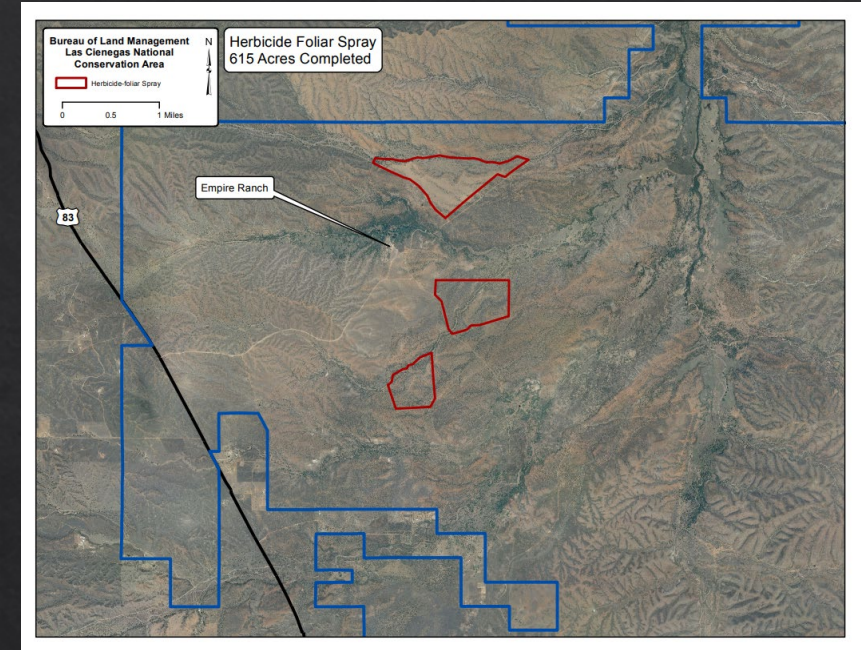 Bureau of Land Management
Las Cienegas National
Conservation Area
N
Herbicide-foliar Spray
0 0.5 1 Miles
Herbicide Foliar Spray
615 Acres Completed
Empire Ranch
83